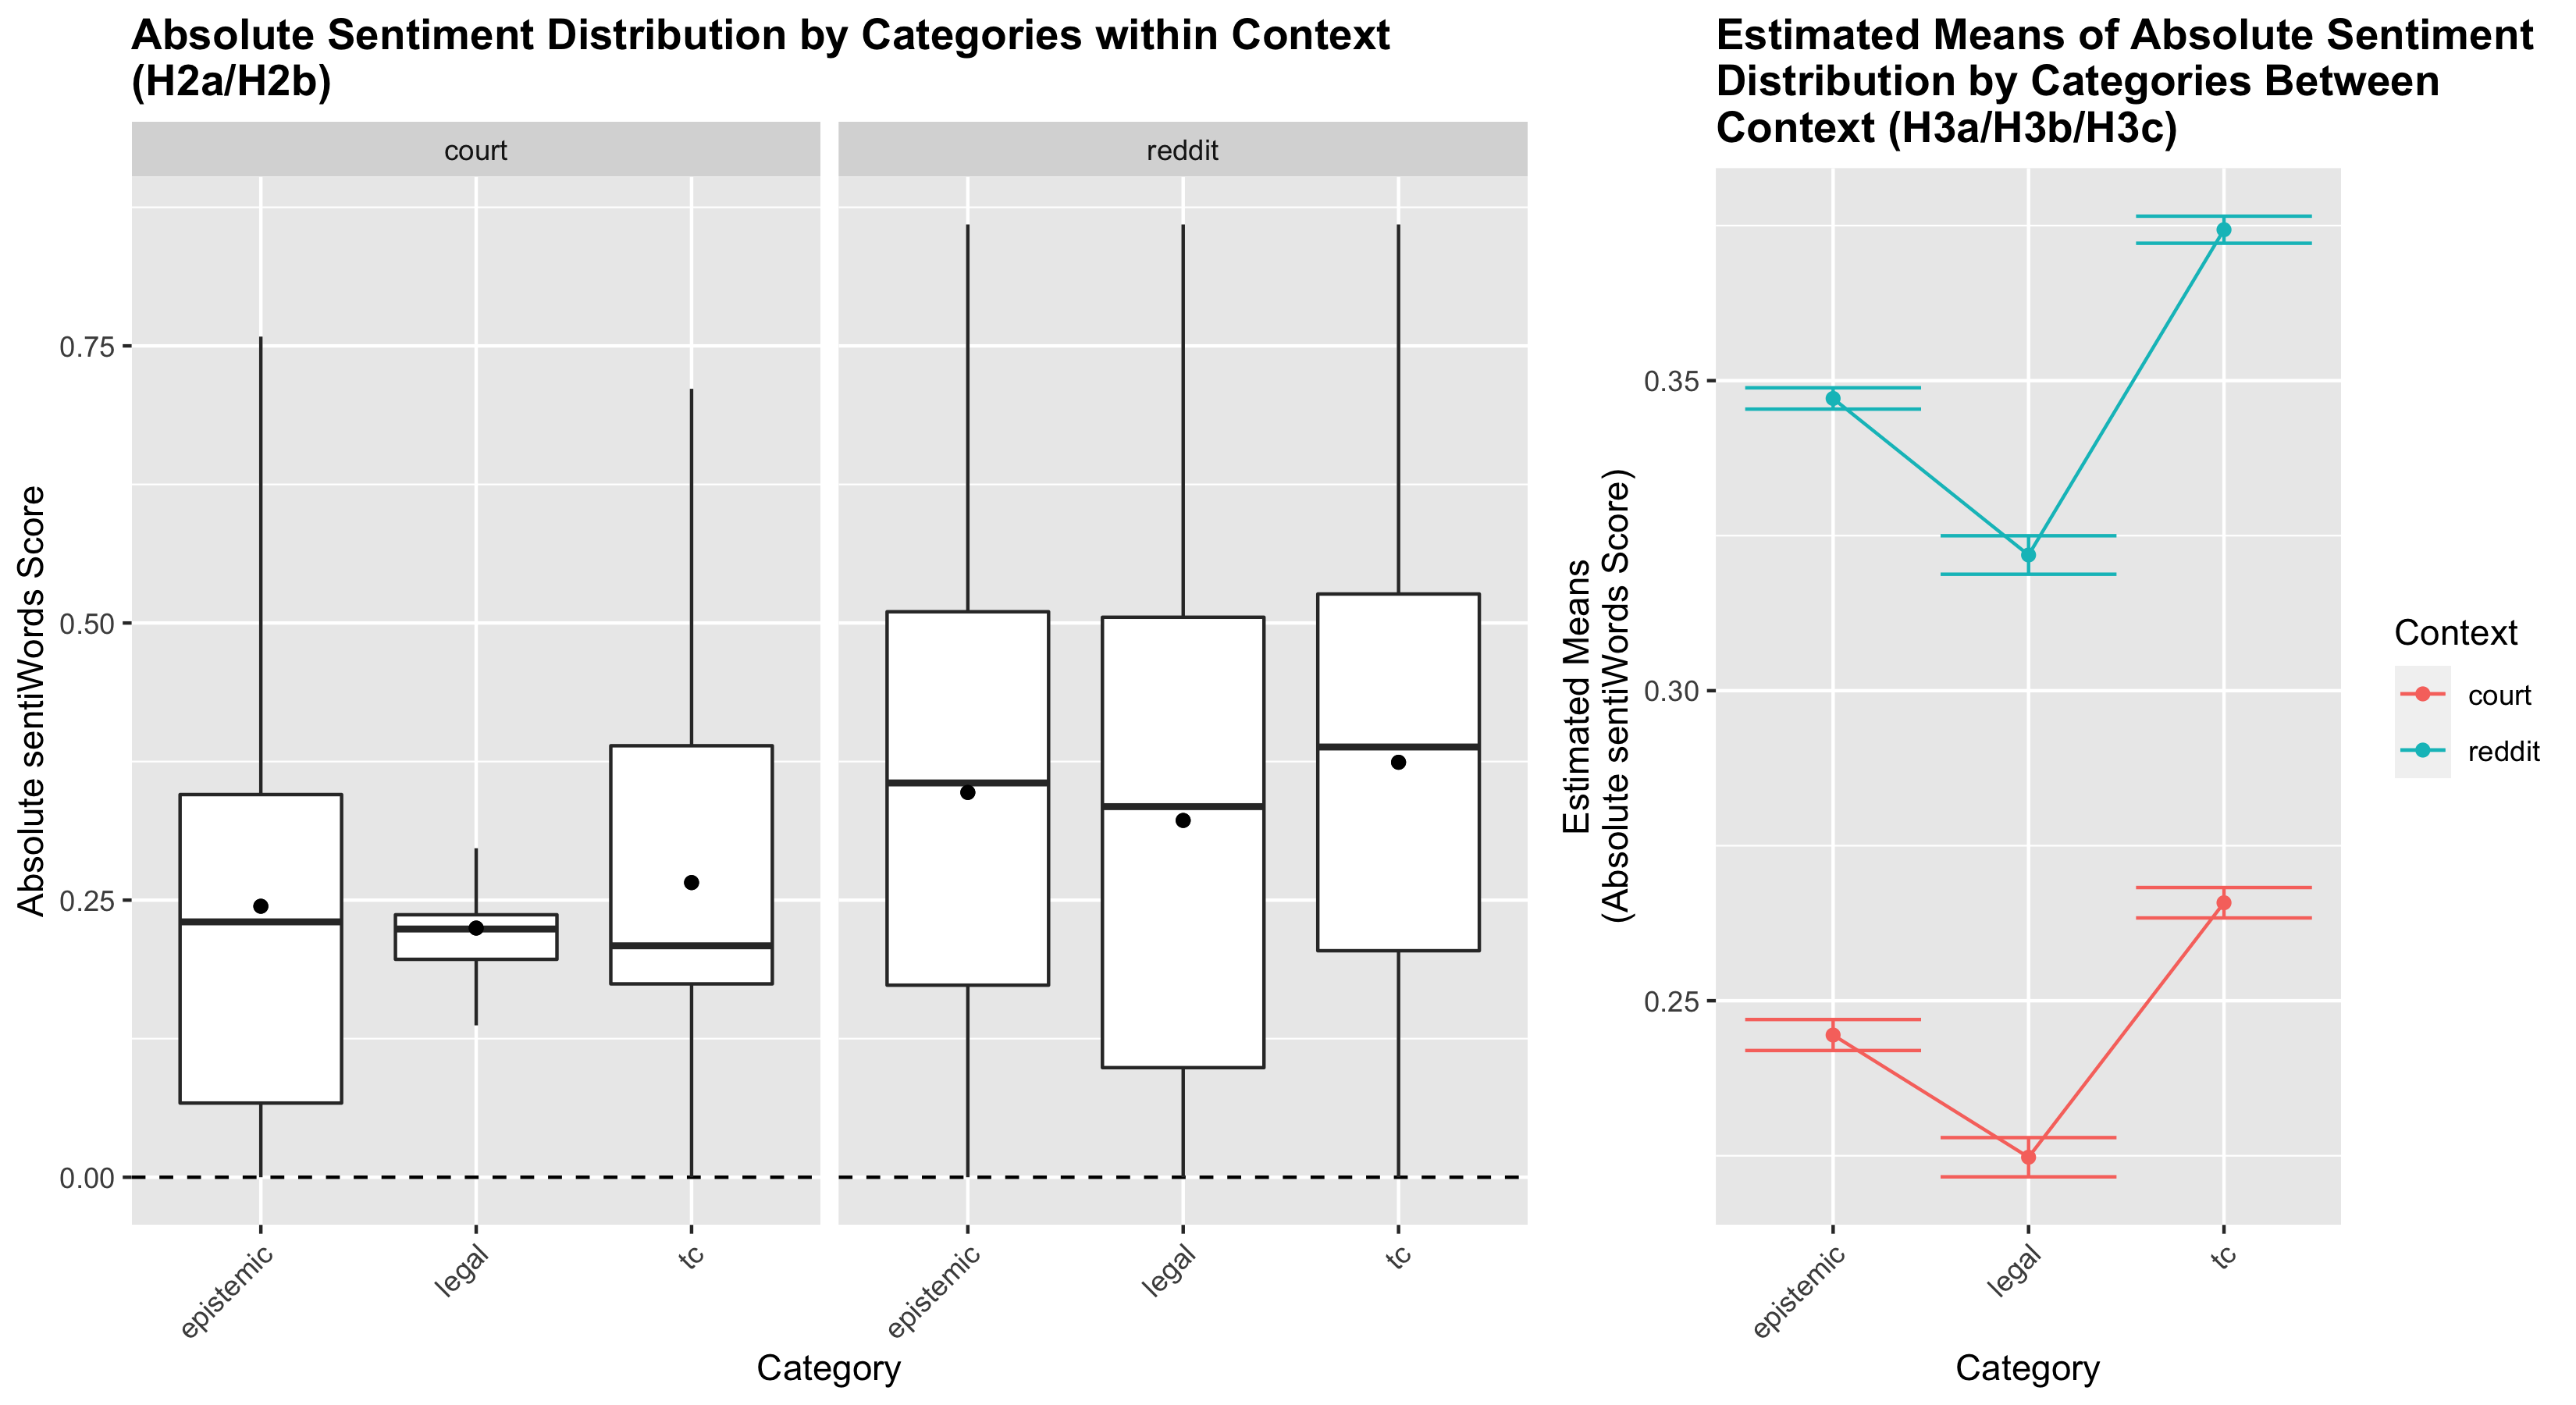 Absolute Sentiment Distribution by Categories within Context
(H2a/H2b)
court
reddit
Absolute sentiWords Score
0.75
0.50
0.25
0.00
epistemic
legal
tc
epistemic
legal
tc
Category
Estimated Means of Absolute Sentiment
Distribution by Categories Between
Context (H3a/H3b/H3c)
Estimated Means
(Absolute sentiWords Score)
0.35
0.30
0.25
epistemic
legal
tc
Category
Context
court
reddit